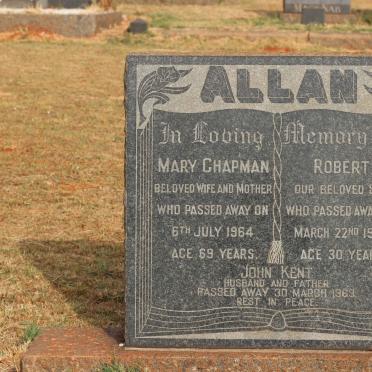 ALLAN
In Loving Memory
MARY CHAPMAN
BELOVED WIFE AND MOTHER
WHO PASSED AWAY ON
6TH JULY 1964
AGE 69 YEARS.
ROBERT
OUR BELOVED
WHO PASSED AWA
MARCH 22ND 19
AGE 30 YEA
JOHN KENT
HUSBAND AND FATHER
PASSED AWAY 30 MARCH 1963
REST IN PEACE.